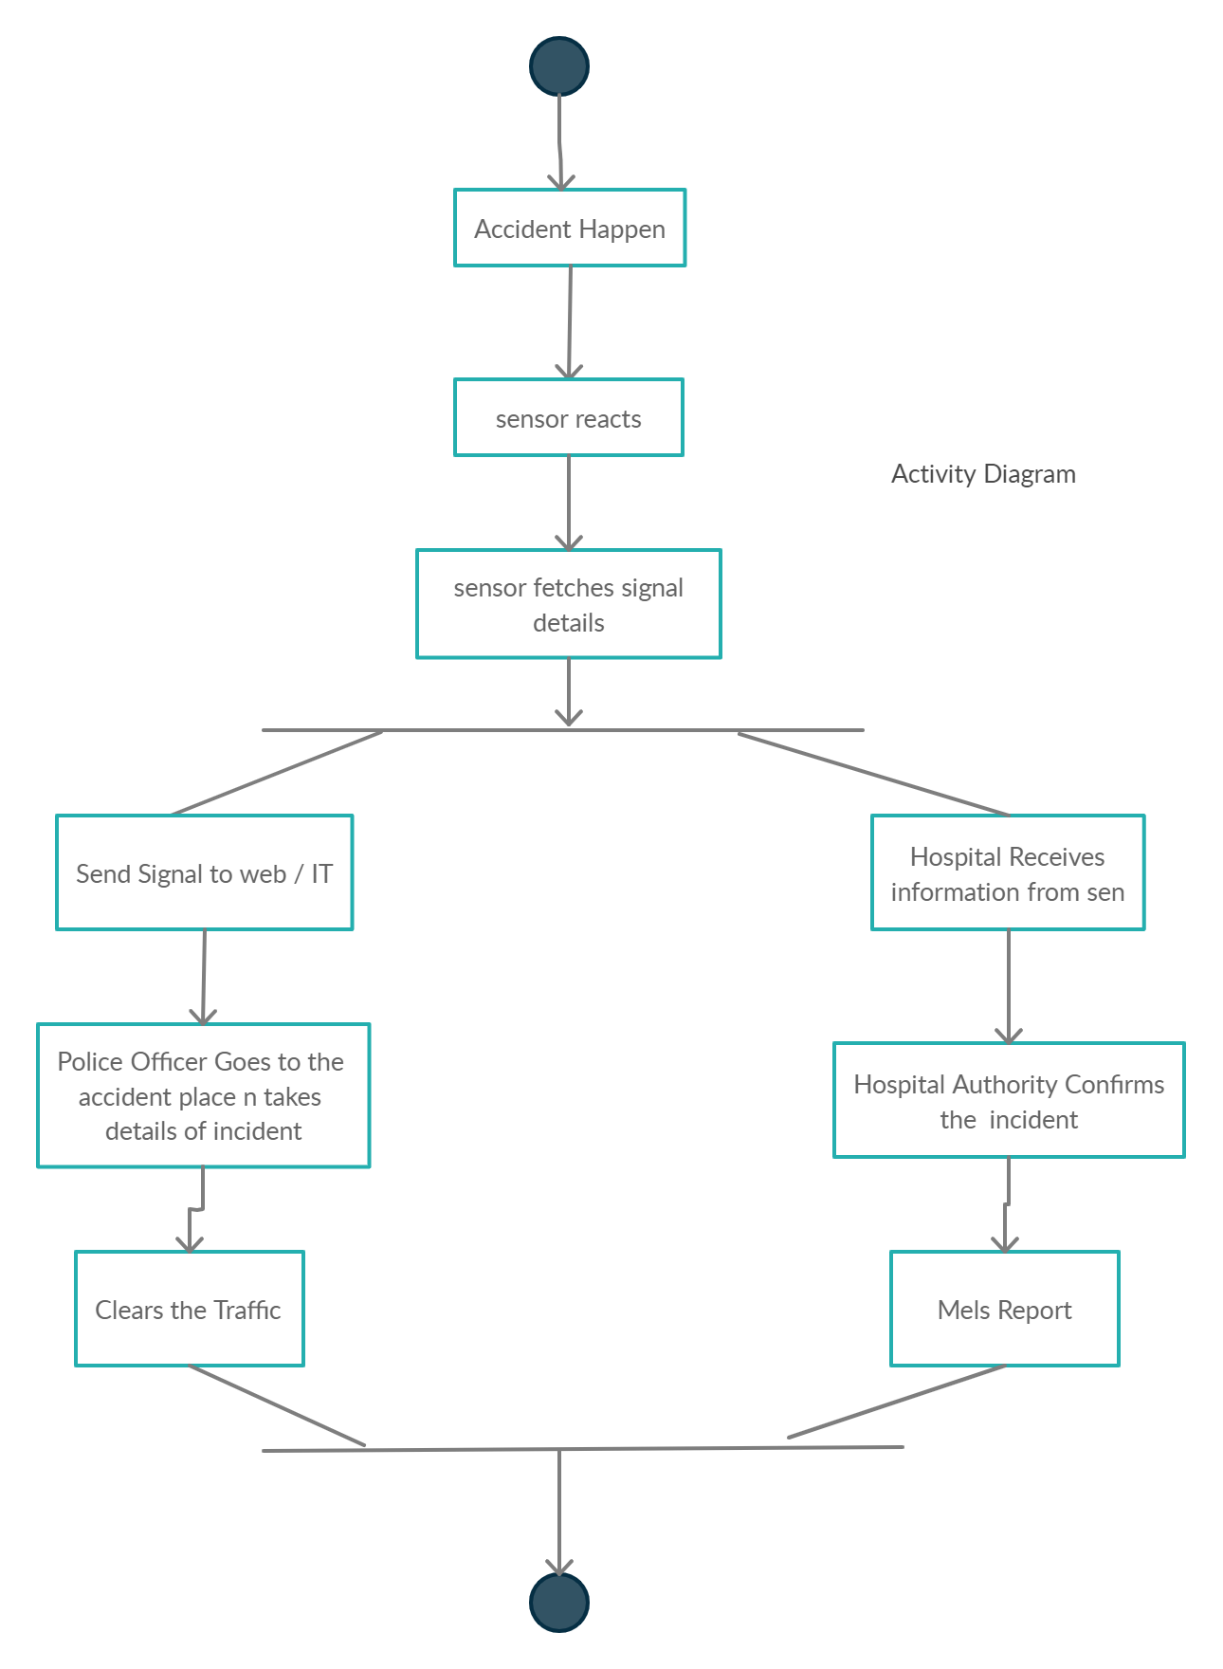 Accident Happen
sensor reacts
Activity Diagram
sensor fetches signal
details
Send Signal to web / IT
Hospital Receives
information from sen
Police Officer Goes to the
accident place n takes
details of incident
Hospital Authority Confirms
the incident
Clears the Traffic
Mels Report